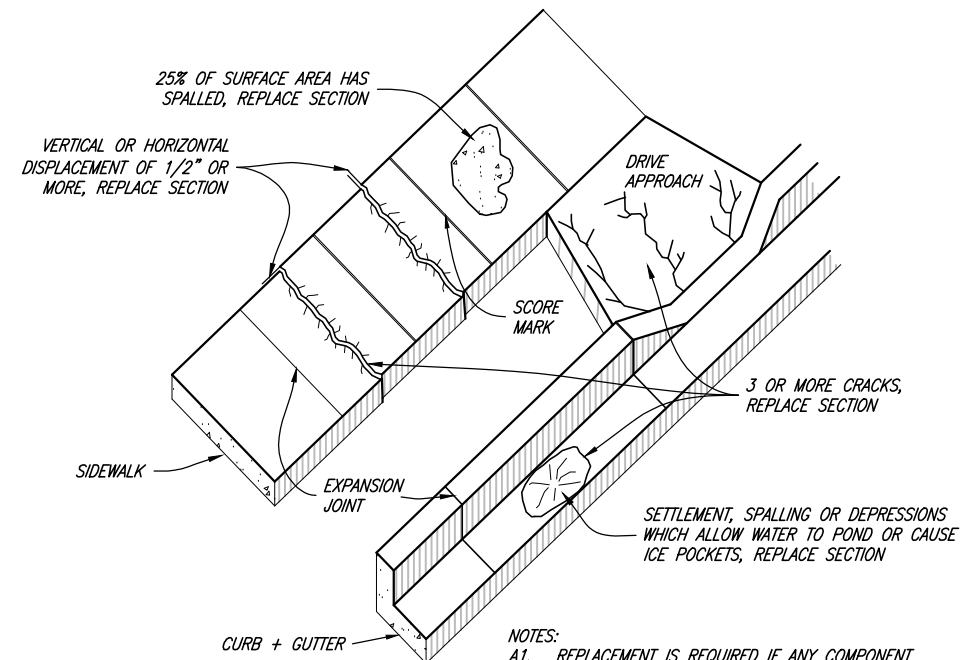 25% OF SURFACE AREA HAS
SPALLED, REPLACE SECTION
VERTICAL OR HORIZONTAL
DISPLACEMENT OF 1/2" OR
MORE, REPLACE SECTION
DRIVE
APPROACH
SCORE
MARK
3 OR MORE CRACKS,
REPLACE SECTION
SIDEWALK
EXPANSION
JOINT
SETTLEMENT, SPALLING OR DEPRESSIONS
WHICH ALLOW WATER TO POND OR CAUSE
ICE POCKETS, REPLACE SECTION
CURB + GUTTER
NOTES:
A1. REPLACEMENT IS REQUIRED IF ANY COMPONENT